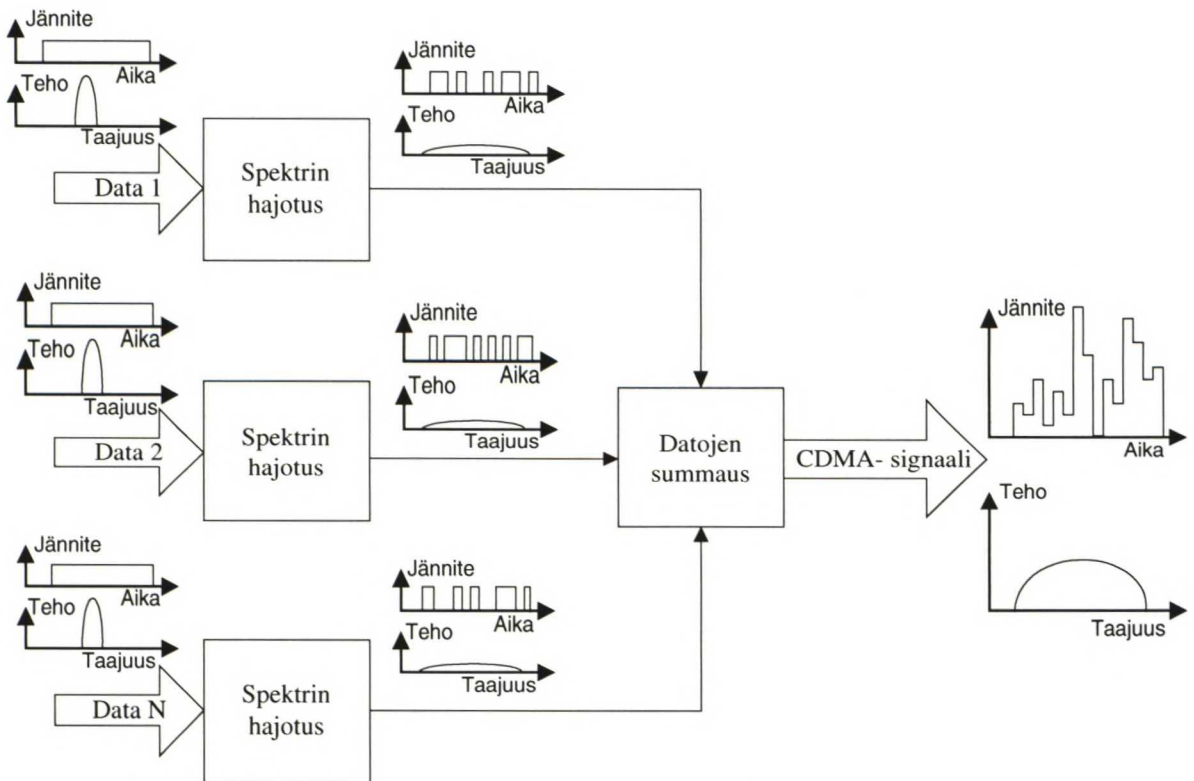 Jännite
Aika
Teho
Taajuus
Data 1
Spektrin
hajotus
Jännite
Aika
Teho
Taajuus
Jännite
Aika
Teho
Taajuus
Data 2
Spektrin
hajotus
Jännite
Aika
Teho
Taajuus
Jännite
Aika
Teho
Taajuus
Data N
Spektrin
hajotus
Jännite
Aika
Teho
Taajuus
Datojen
summaus
CDMA- signaali
Jännite
Aika
Teho
Taajuus